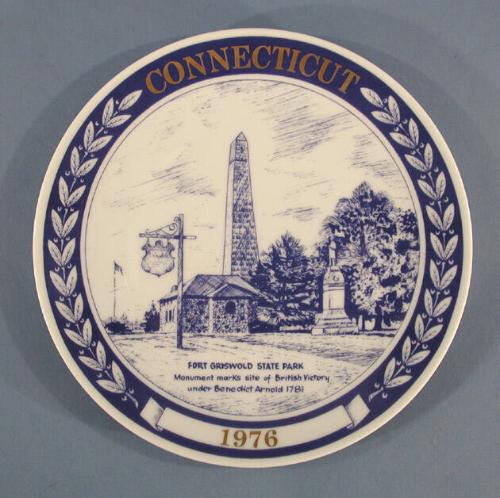 CONNECTICUT
FORT GRISWOLD STATE PARK
Monument marks site of British Victory
under Benedict Arnold 1781
1976